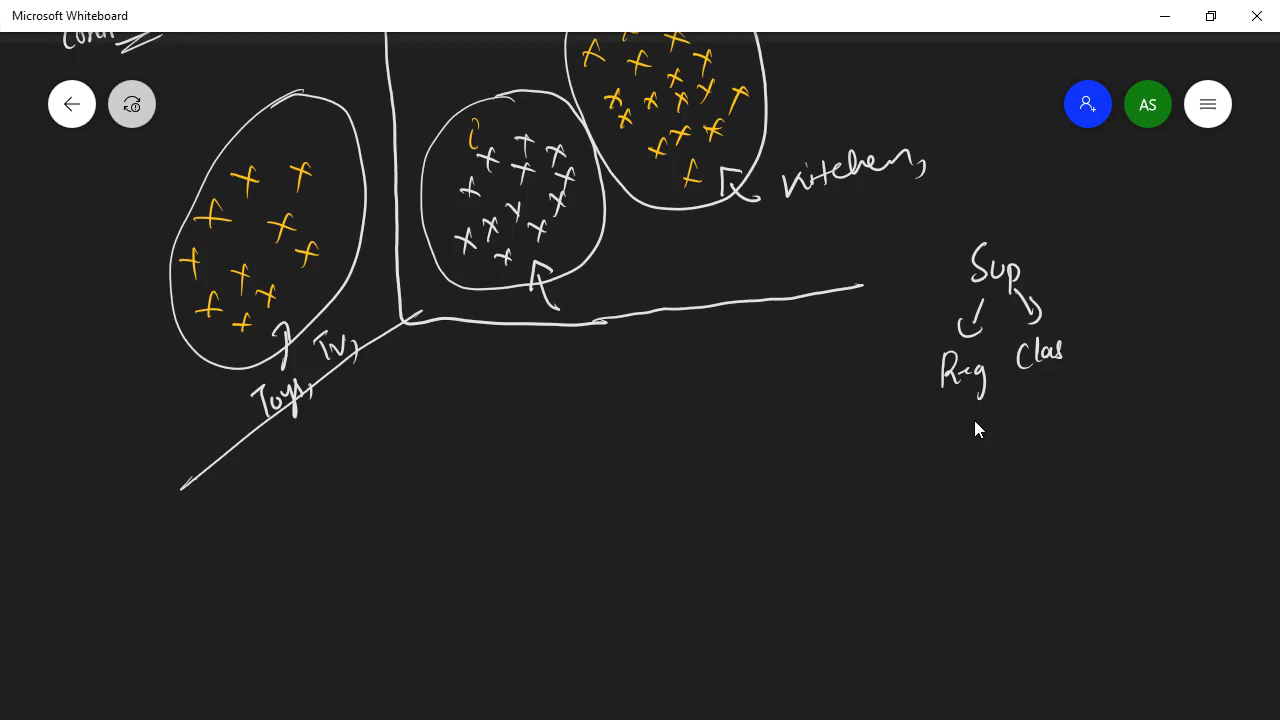 Microsoft Whiteboard
AS
Kitchen,
Sup
Reg Clas
TV,
Toys,